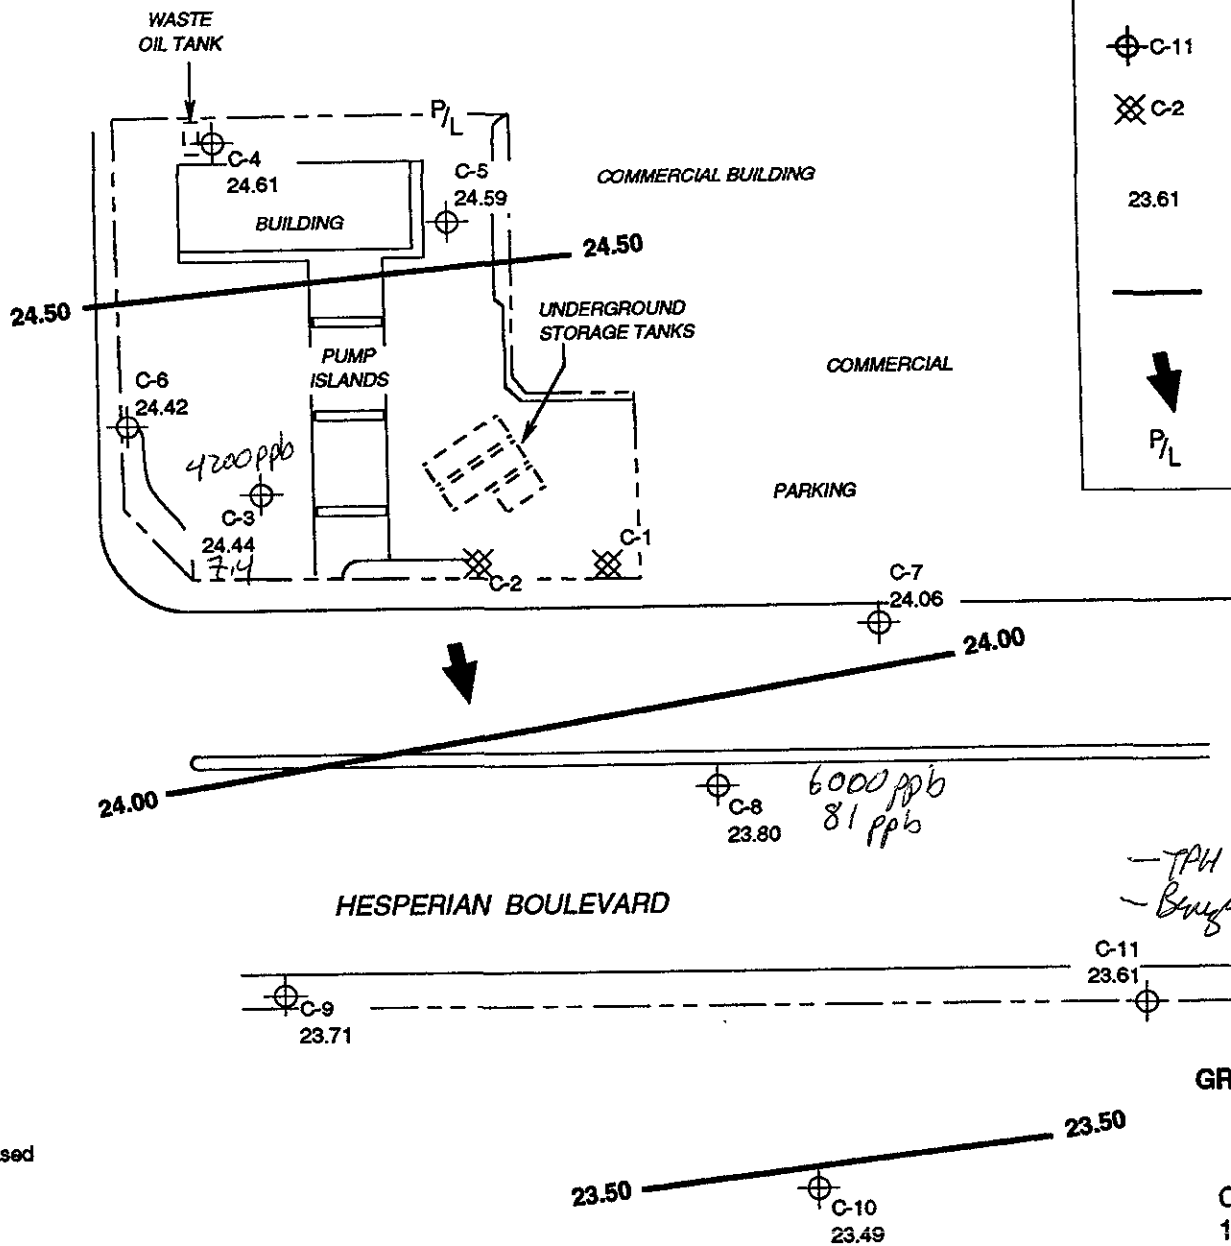 WASTE
OIL TANK
C-11
C-2
23.61
P/L
P/L
C-4
24.61
BUILDING
C-5
24.59
COMMERCIAL BUILDING
24.50
24.50
UNDERGROUND
STORAGE TANKS
PUMP
ISLANDS
COMMERCIAL
C-6
24.42
4200 ppb
C-3
24.44
7.4
PARKING
C-1
C-2
C-7
24.06
24.00
24.00
C-8
23.80
6000 ppb
81 ppb
HESPERIAN BOULEVARD
— TPH
C-11
23.61
C-9
23.71
GR
sed
23.50
23.50
C-10
23.49
1